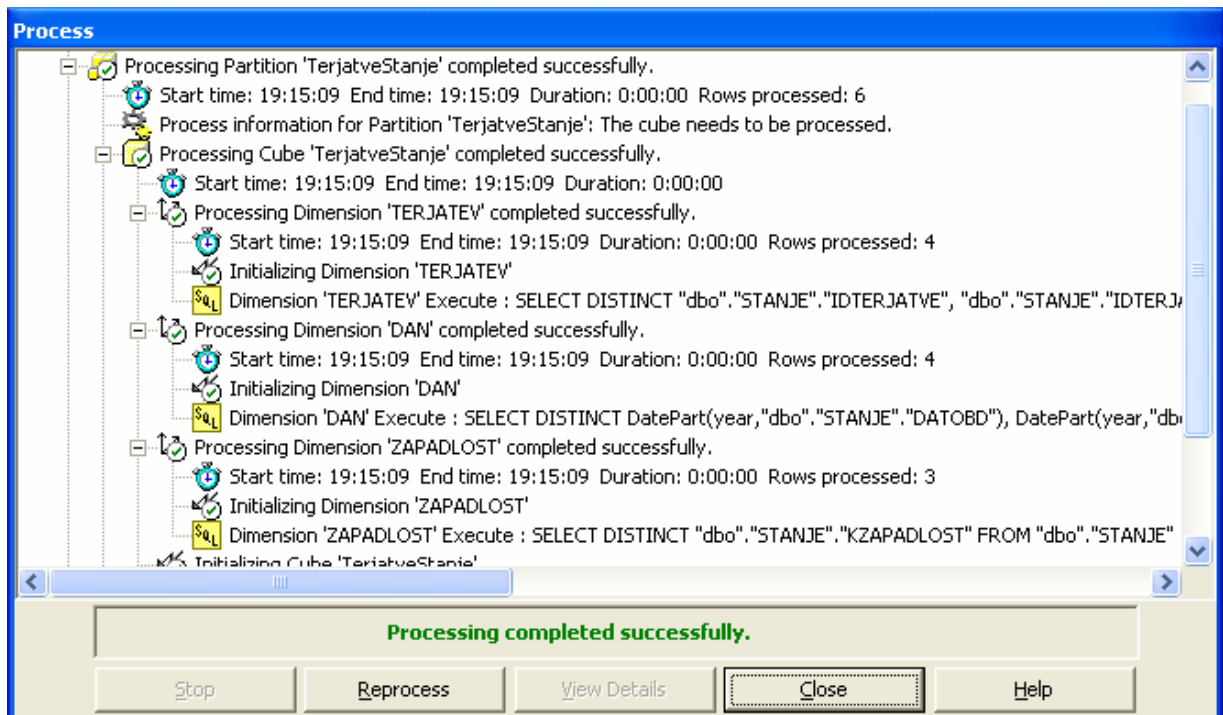 Process
Processing Partition 'TerjatveStanje' completed successfully.
Start time: 19:15:09 End time: 19:15:09 Duration: 0:00:00 Rows processed: 6
Process information for Partition 'TerjatveStanje': The cube needs to be processed.
Processing Cube 'TerjatveStanje' completed successfully.
Start time: 19:15:09 End time: 19:15:09 Duration: 0:00:00
Processing Dimension 'TERJATEV' completed successfully.
Start time: 19:15:09 End time: 19:15:09 Duration: 0:00:00 Rows processed: 4
Initializing Dimension 'TERJATEV'
SQL Dimension 'TERJATEV' Execute : SELECT DISTINCT "dbo"."STANJE"."IDTERJATVE", "dbo"."STANJE"."IDTERJA
Processing Dimension 'DAN' completed successfully.
Start time: 19:15:09 End time: 19:15:09 Duration: 0:00:00 Rows processed: 4
Initializing Dimension 'DAN'
SQL Dimension 'DAN' Execute : SELECT DISTINCT DatePart(year,"dbo"."STANJE"."DATOBD"), DatePart(year,"dbo
Processing Dimension 'ZAPADLOST' completed successfully.
Start time: 19:15:09 End time: 19:15:09 Duration: 0:00:00 Rows processed: 3
Initializing Dimension 'ZAPADLOST'
SQL Dimension 'ZAPADLOST' Execute : SELECT DISTINCT "dbo"."STANJE"."KZAPADLOST" FROM "dbo"."STANJE"
Initializing Cube 'TerjatveStanje'
Processing completed successfully.
Stop Reprocess View Details Close Help